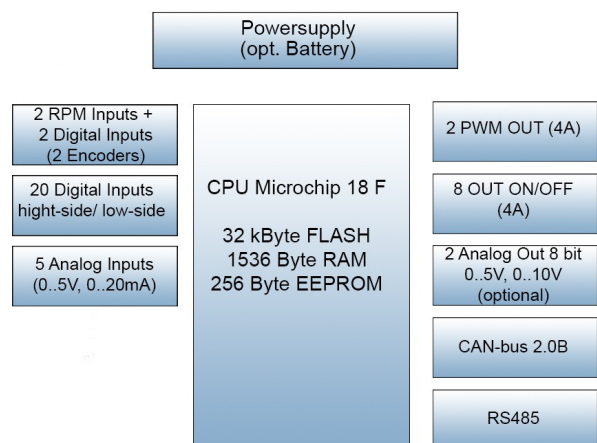 Powersupply
(opt. Battery)
2 RPM Inputs +
2 Digital Inputs
(2 Encoders)
20 Digital Inputs
hight-side/ low-side
5 Analog Inputs
(0..5V, 0..20mA)
CPU Microchip 18 F
32 kByte FLASH
1536 Byte RAM
256 Byte EEPROM
2 PWM OUT (4A)
8 OUT ON/OFF
(4A)
2 Analog Out 8 bit
0..5V, 0..10V
(optional)
CAN-bus 2.0B
RS485